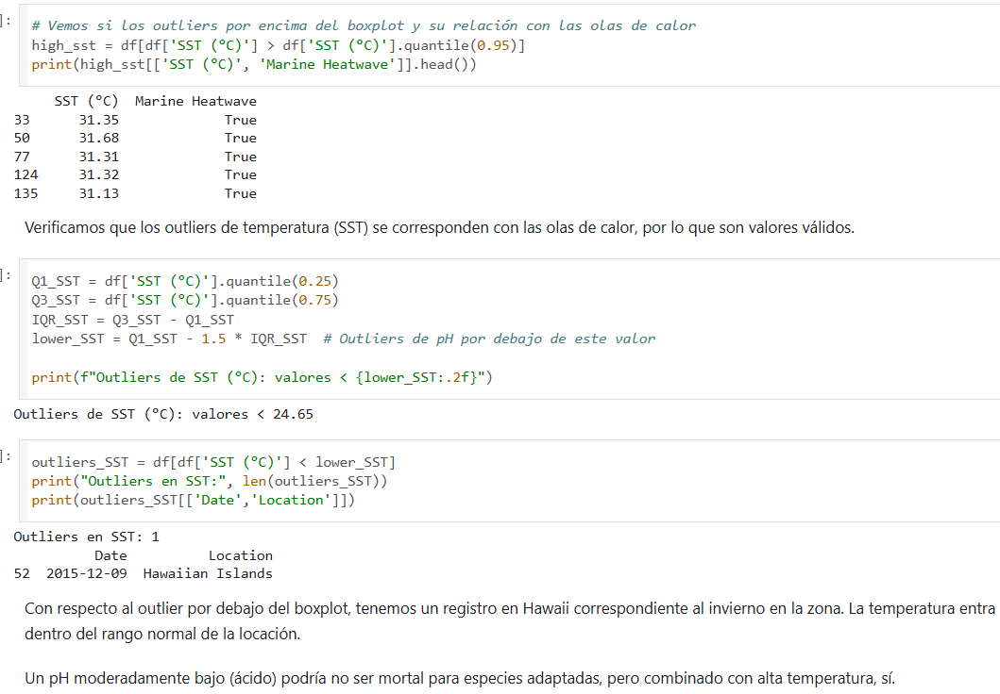 ]:
# Vemos si los outliers por encima del boxplot y su relación con las olas de calor
high_sst = df[df['SST (ºC)'] > df['SST (ºC)'].quantile(0.95)]
print(high_sst[['SST (ºC)', 'Marine Heatwave']].head())
SST (ºC)  Marine Heatwave
33 31.35 True
50 31.68 True
77 31.31 True
124 31.32 True
135 31.13 True
Verificamos que los outliers de temperatura (SST) se corresponden con las olas de calor, por lo que son valores válidos.
]:
Q1_SST = df['SST (ºC)'].quantile(0.25)
Q3_SST = df['SST (ºC)'].quantile(0.75)
IQR_SST = Q3_SST - Q1_SST
lower_SST = Q1_SST - 1.5 * IQR_SST  # Outliers de pH por debajo de este valor
print(f"Outliers de SST (ºC): valores < {lower_SST:.2f}")
Outliers de SST (ºC): valores < 24.65
]:
outliers_SST = df[df['SST (ºC)'] < lower_SST]
print("Outliers en SST:", len(outliers_SST))
print(outliers_SST[['Date','Location']])
Outliers en SST: 1
Date Location
52 2015-12-09 Hawaiian Islands
Con respecto al outlier por debajo del boxplot, tenemos un registro en Hawaii correspondiente al invierno en la zona. La temperatura entra
dentro del rango normal de la locación.
Un pH moderadamente bajo (ácido) podría no ser mortal para especies adaptadas, pero combinado con alta temperatura, sí.